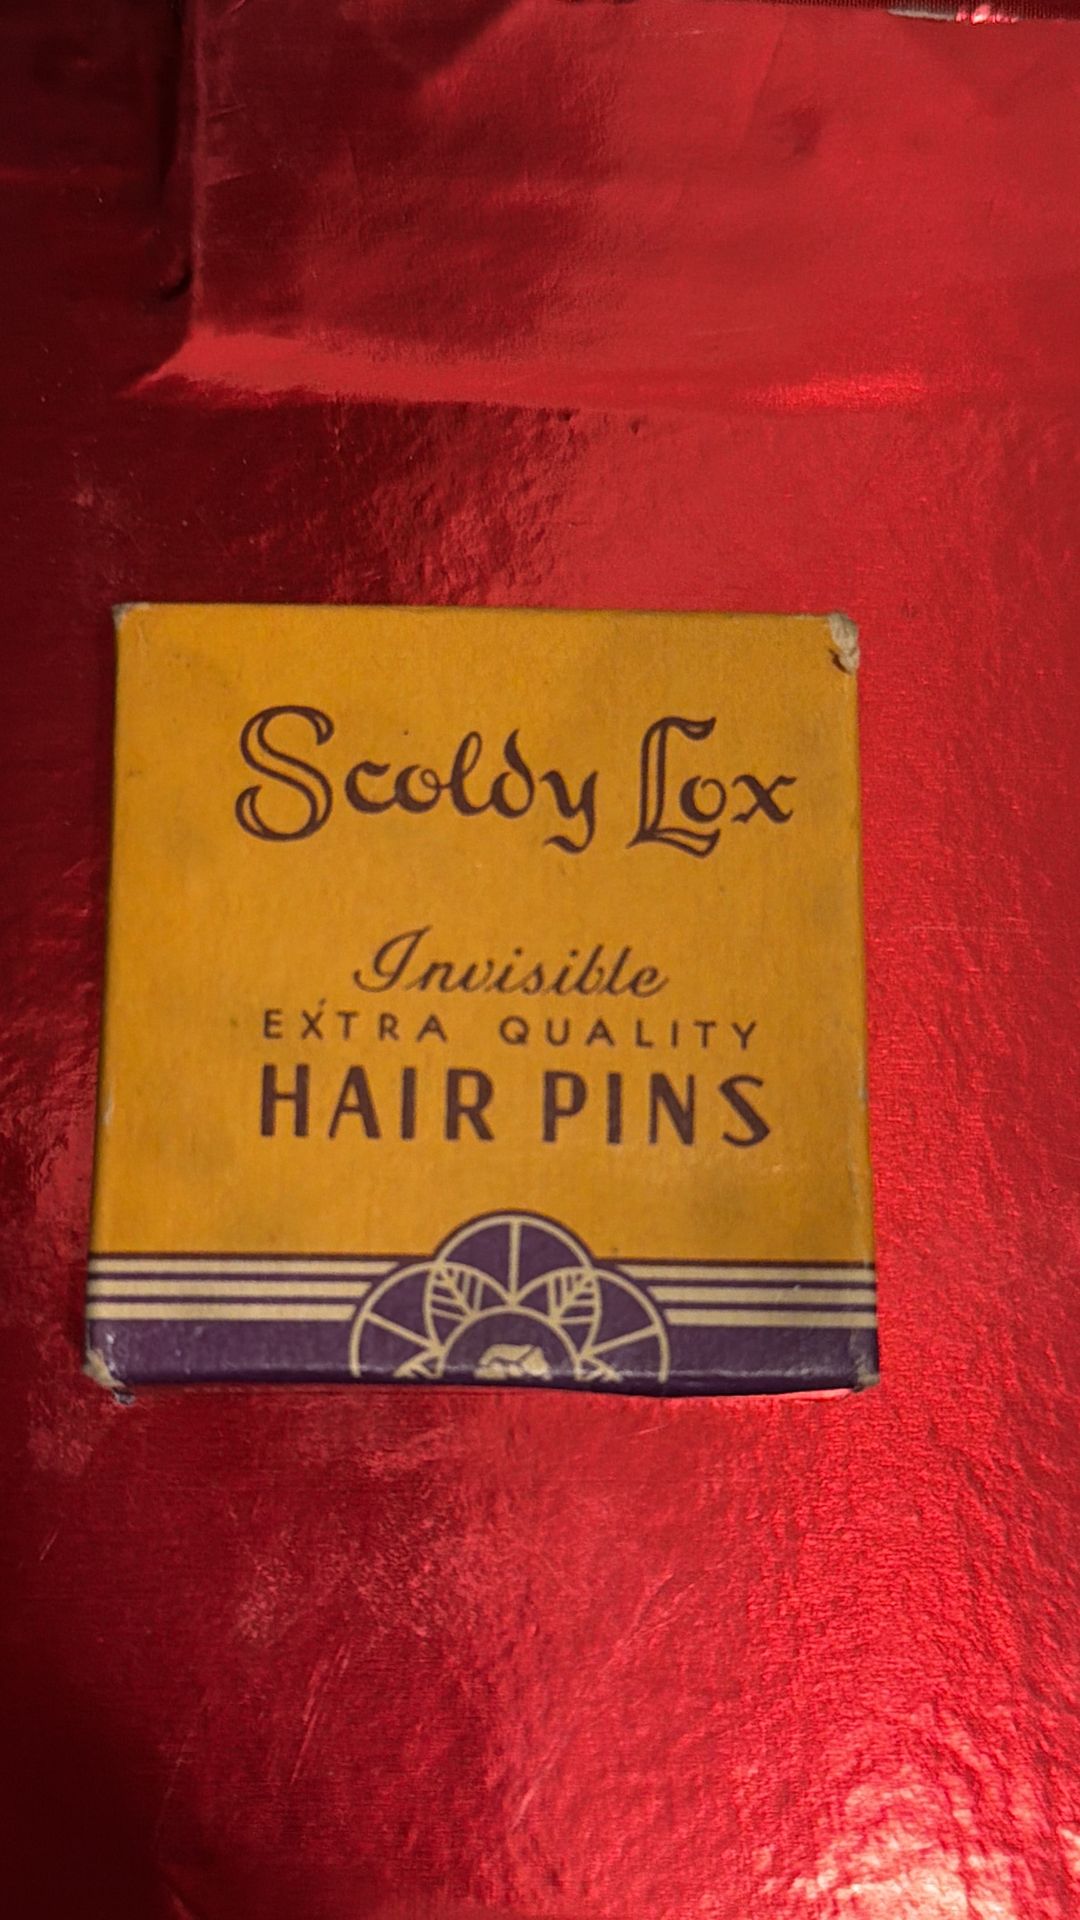 Scoldy Lox
Invisible
EXTRA QUALITY
HAIR PINS